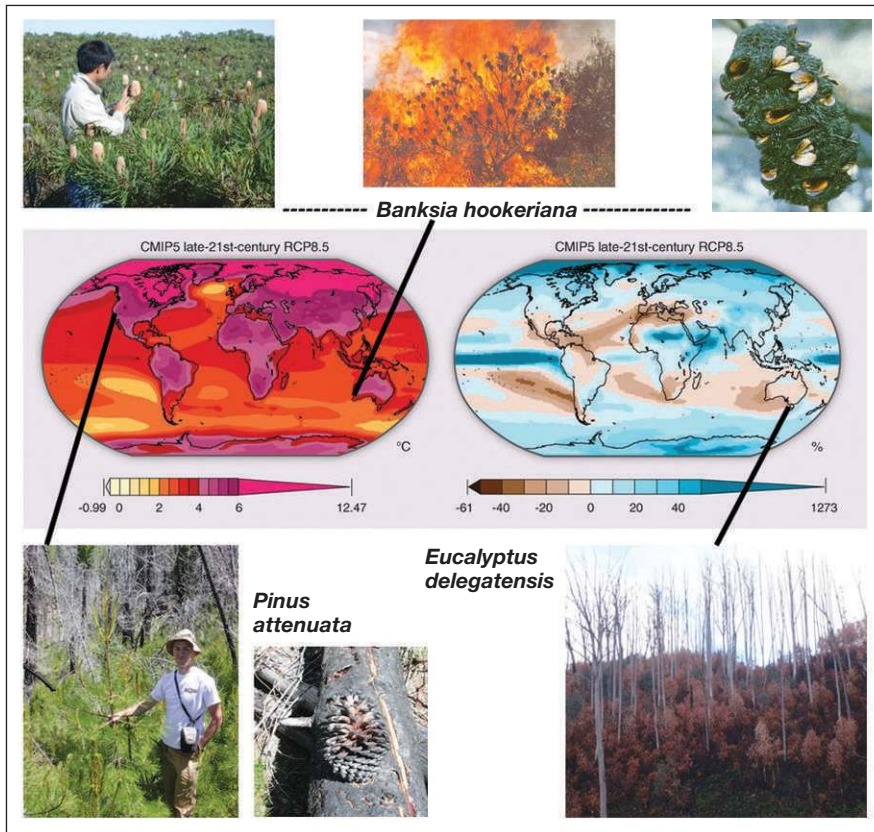 Banksia hookeriana
CMIP5 late-21st-century RCP8.5
CMIP5 late-21st-century RCP8.5
°C
%
-0.99 0 2 4 6 12.47
-61 -40 -20 0 20 40 1273
Eucalyptus
delegatensis
Pinus
attenuata